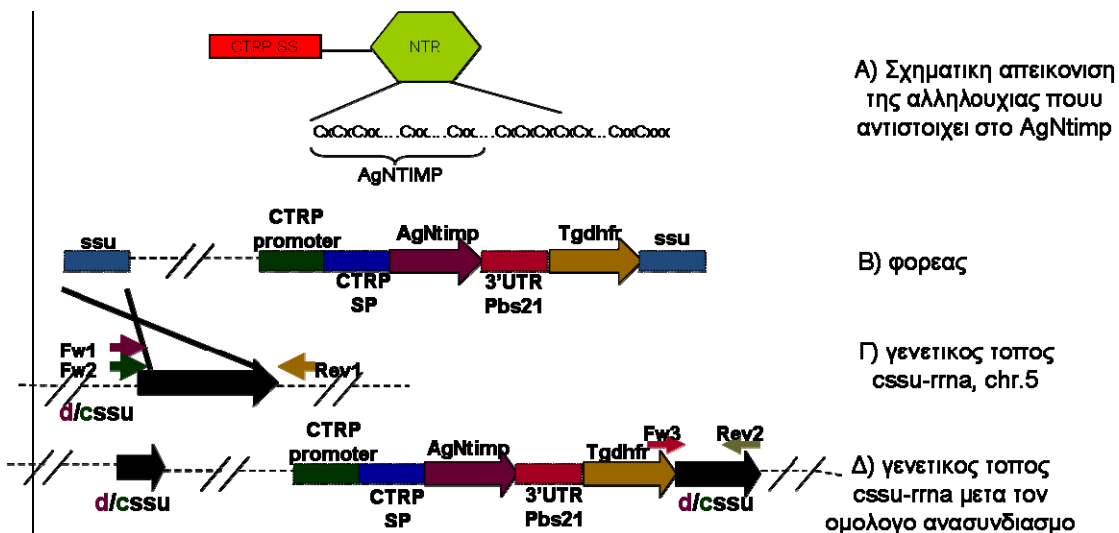 CTRP SS
NTR
Α) Σχηματικη απεικονιση
της αλληλουχιας πουυ
αντιστοιχει στο AgNtimp
CxCxCxx... Cxx... Cxx... CxCxCxCxCx... CxxCxxx
AgNTIMP
CTRP
promoter
ssu
AgNtimp
Tgdhfr
ssu
Β) φορεας
CTRP
SP
3'UTR
Pbs21
Fw1
Fw2
Rev1
Γ) γενετικος τοπος
cssu-rrna, chr.5
d/cssu
CTRP
promoter
AgNtimp
Tgdhfr
Fw3
Rev2
d/cssu
CTRP
SP
3'UTR
Pbs21
d/cssu
Δ) γενετικος τοπος
cssu-rrna μετα τον
ομολογο ανασυνδιασμο